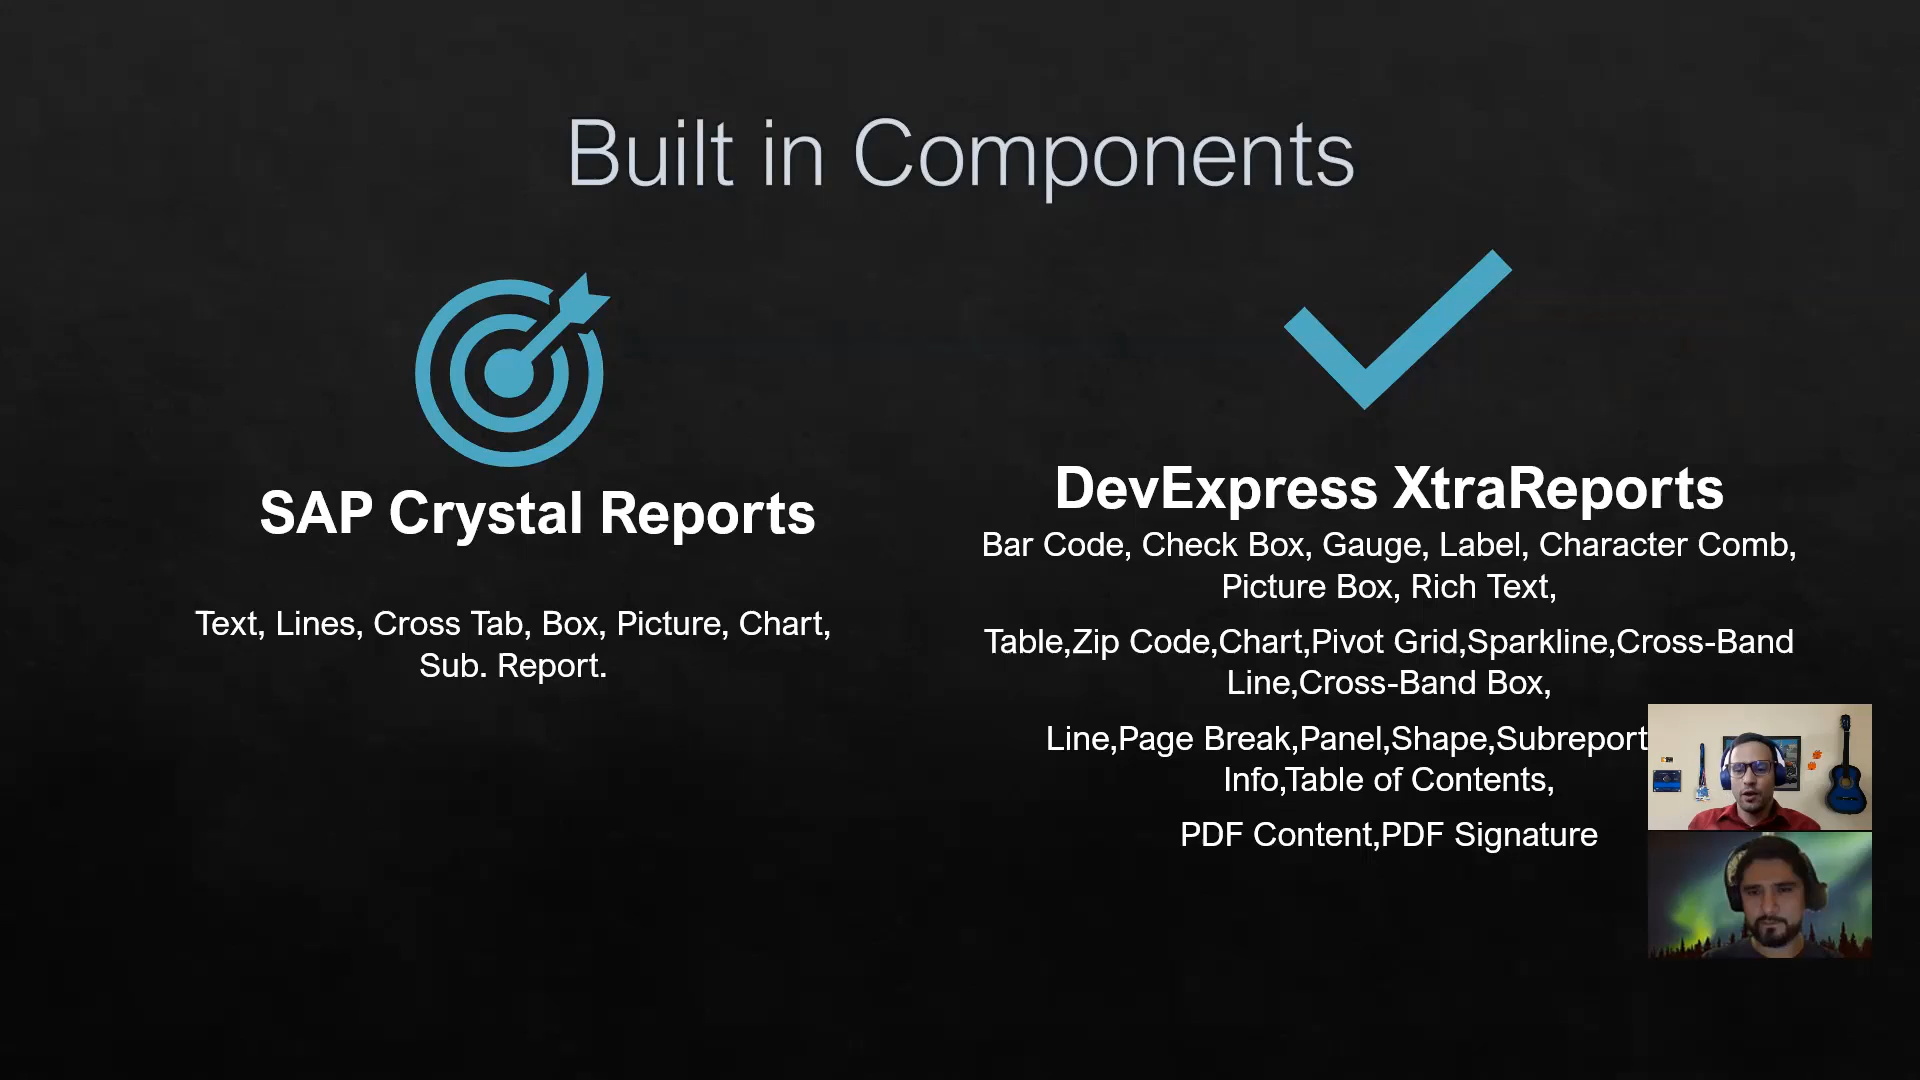 Built in Components
SAP Crystal Reports
Text, Lines, Cross Tab, Box, Picture, Chart,
Sub. Report.
DevExpress XtraReports
Bar Code, Check Box, Gauge, Label, Character Comb,
Picture Box, Rich Text,
Table,Zip Code,Chart,Pivot Grid,Sparkline,Cross-Band
Line,Cross-Band Box,
Line,Page Break,Panel,Shape,Subreport
Info,Table of Contents,
PDF Content,PDF Signature